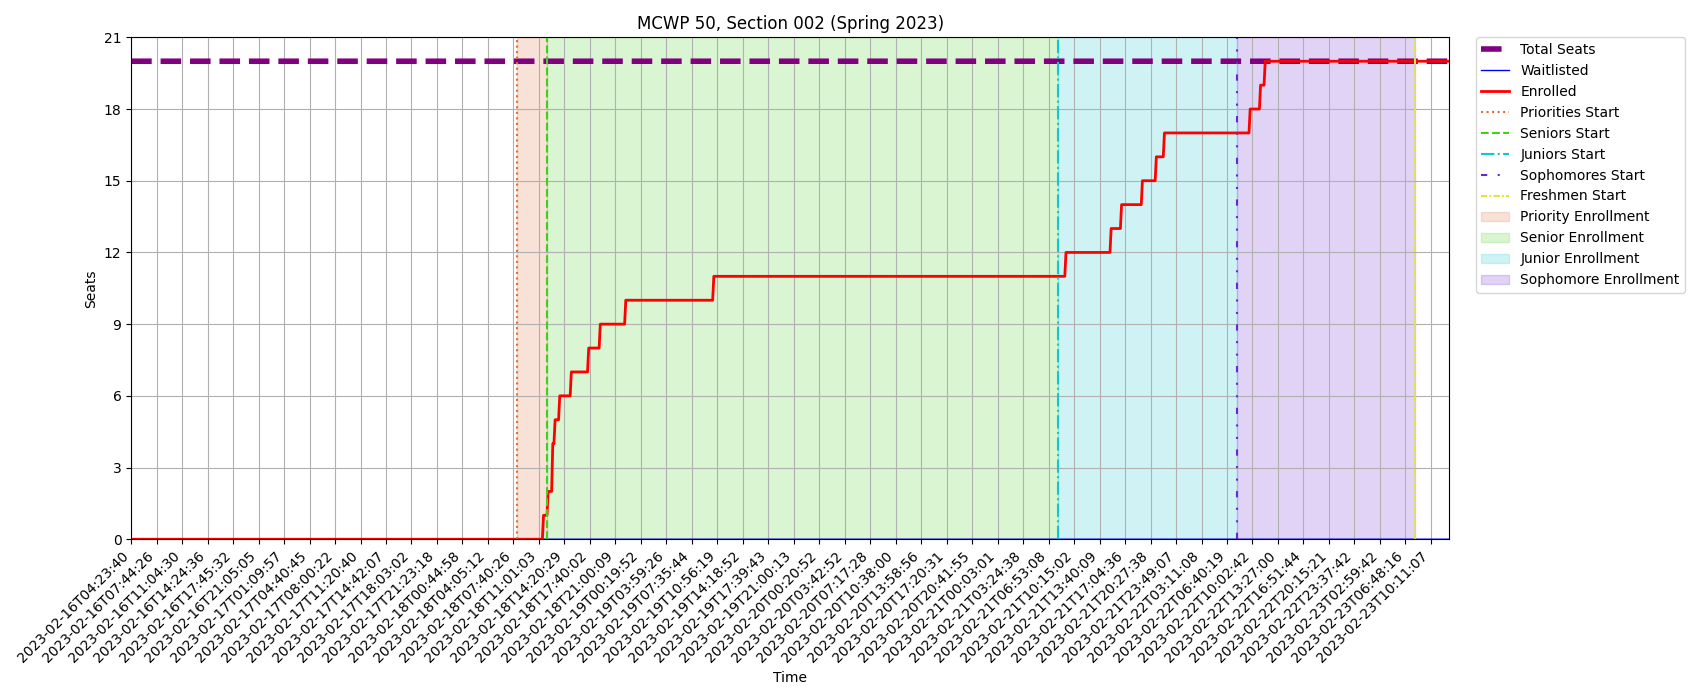 MCWP 50, Section 002 (Spring 2023)
21
18
15
12
9
6
3
0
Seats
2023-02-16T04:23:40
2023-02-16T07:44:26
2023-02-16T11:04:30
2023-02-16T14:24:36
2023-02-16T17:45:32
2023-02-16T21:05:05
2023-02-17T01:09:57
2023-02-17T04:40:45
2023-02-17T08:00:22
2023-02-17T11:20:40
2023-02-17T14:42:07
2023-02-17T18:03:02
2023-02-17T21:23:18
2023-02-18T00:44:58
2023-02-18T04:05:12
2023-02-18T07:40:26
2023-02-18T11:01:03
2023-02-18T14:20:29
2023-02-18T17:40:02
2023-02-18T21:00:09
2023-02-19T00:19:52
2023-02-19T03:59:26
2023-02-19T07:35:44
2023-02-19T10:56:19
2023-02-19T14:18:52
2023-02-19T17:39:43
2023-02-19T21:00:13
2023-02-20T00:20:52
2023-02-20T03:42:52
2023-02-20T07:17:28
2023-02-20T10:38:00
2023-02-20T13:58:56
2023-02-20T17:20:31
2023-02-20T20:41:55
2023-02-21T00:03:01
2023-02-21T03:24:38
2023-02-21T06:53:08
2023-02-21T10:15:02
2023-02-21T13:40:09
2023-02-21T17:04:36
2023-02-21T20:27:38
2023-02-21T23:49:07
2023-02-22T03:11:08
2023-02-22T06:40:19
2023-02-22T10:02:42
2023-02-22T13:27:00
2023-02-22T16:51:44
2023-02-22T20:15:21
2023-02-22T23:37:42
2023-02-23T02:59:42
2023-02-23T06:48:16
2023-02-23T10:11:07
Time
Total Seats
Waitlisted
Enrolled
Priorities Start
Seniors Start
Juniors Start
Sophomores Start
Freshmen Start
Priority Enrollment
Senior Enrollment
Junior Enrollment
Sophomore Enrollment